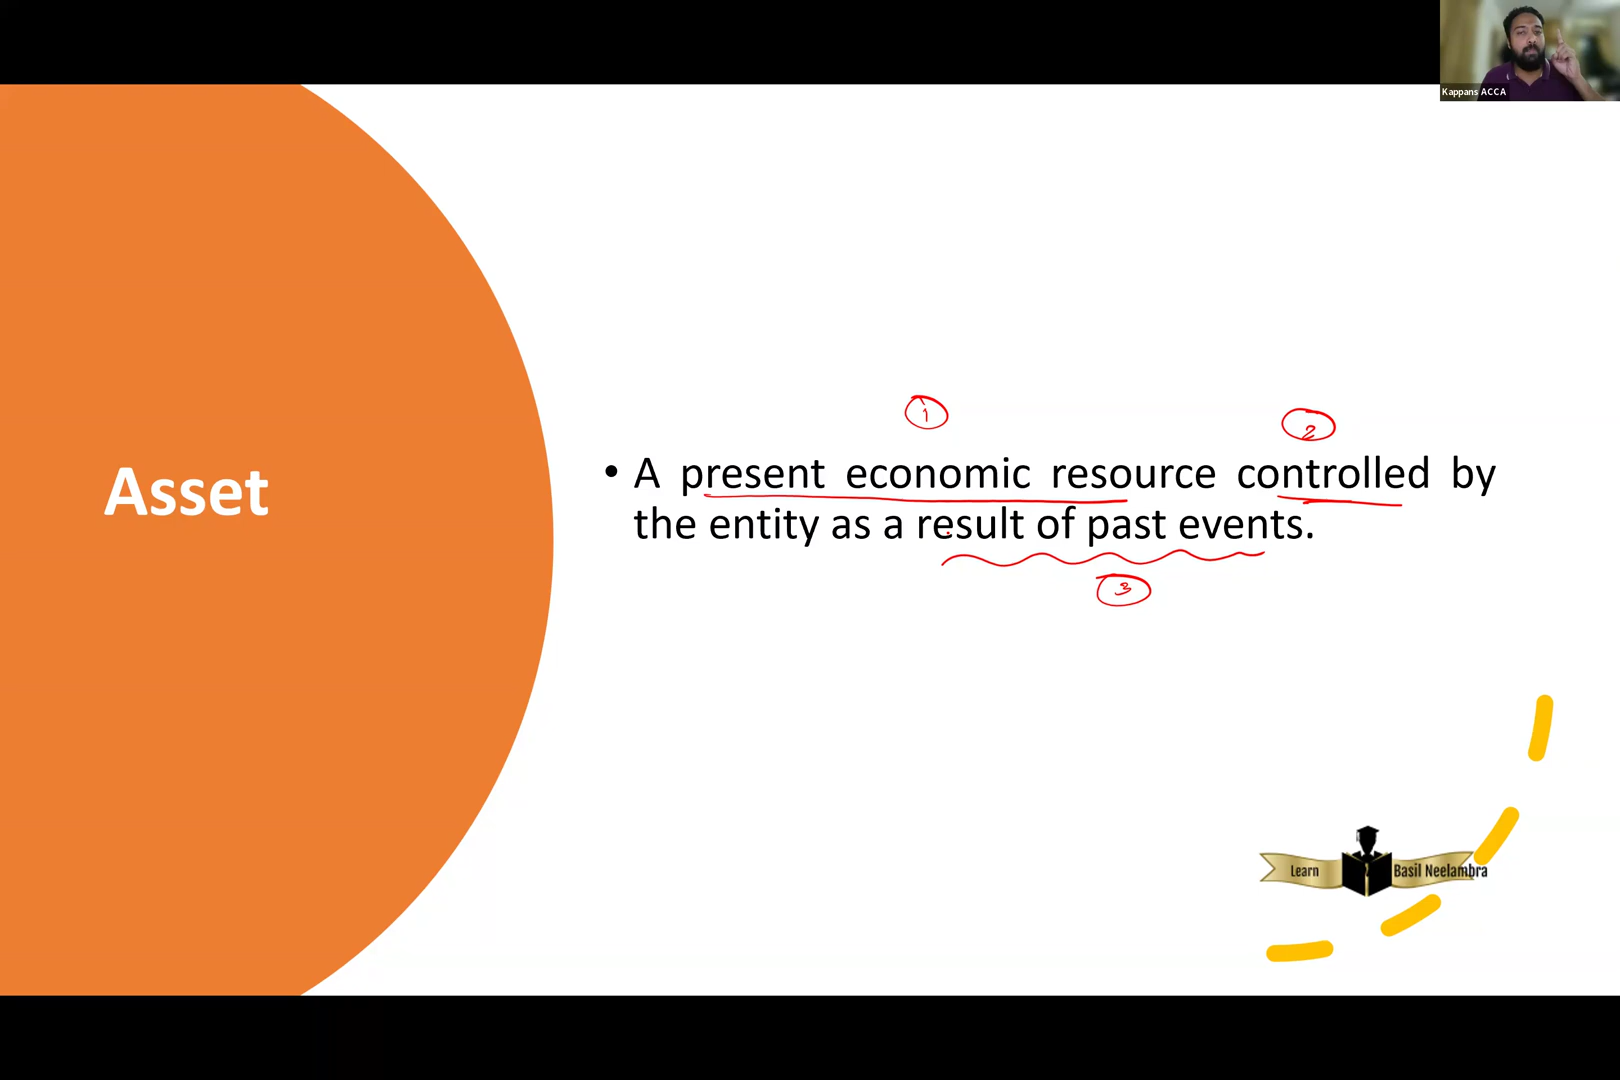 Kappans ACCA
1
2
Asset
• A present economic resource controlled by
the entity as a result of past events.
3
Learn Basil Neelambra